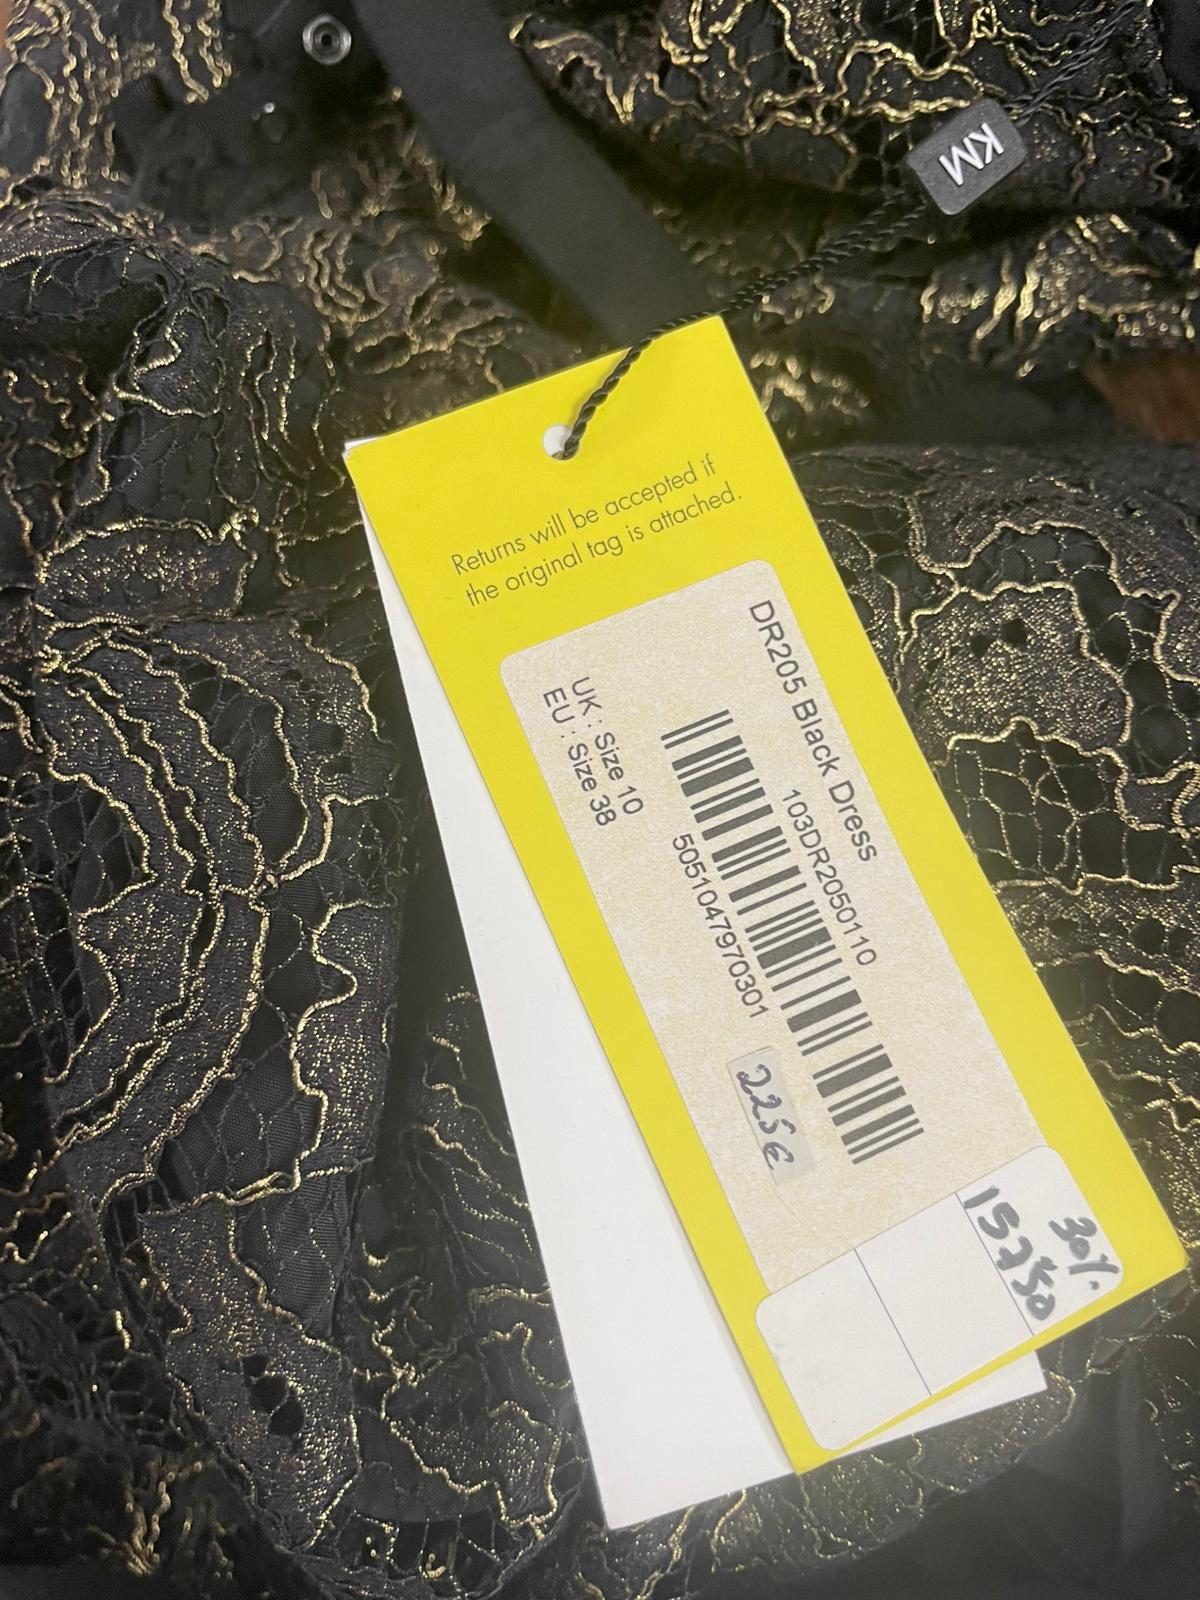 KM
Returns will be accepted if
the original tag is attached.
DR205 Black Dress
103DR2050110
5051047970301
UK : Size 10
EU : Size 38
225€
30%.
157,50